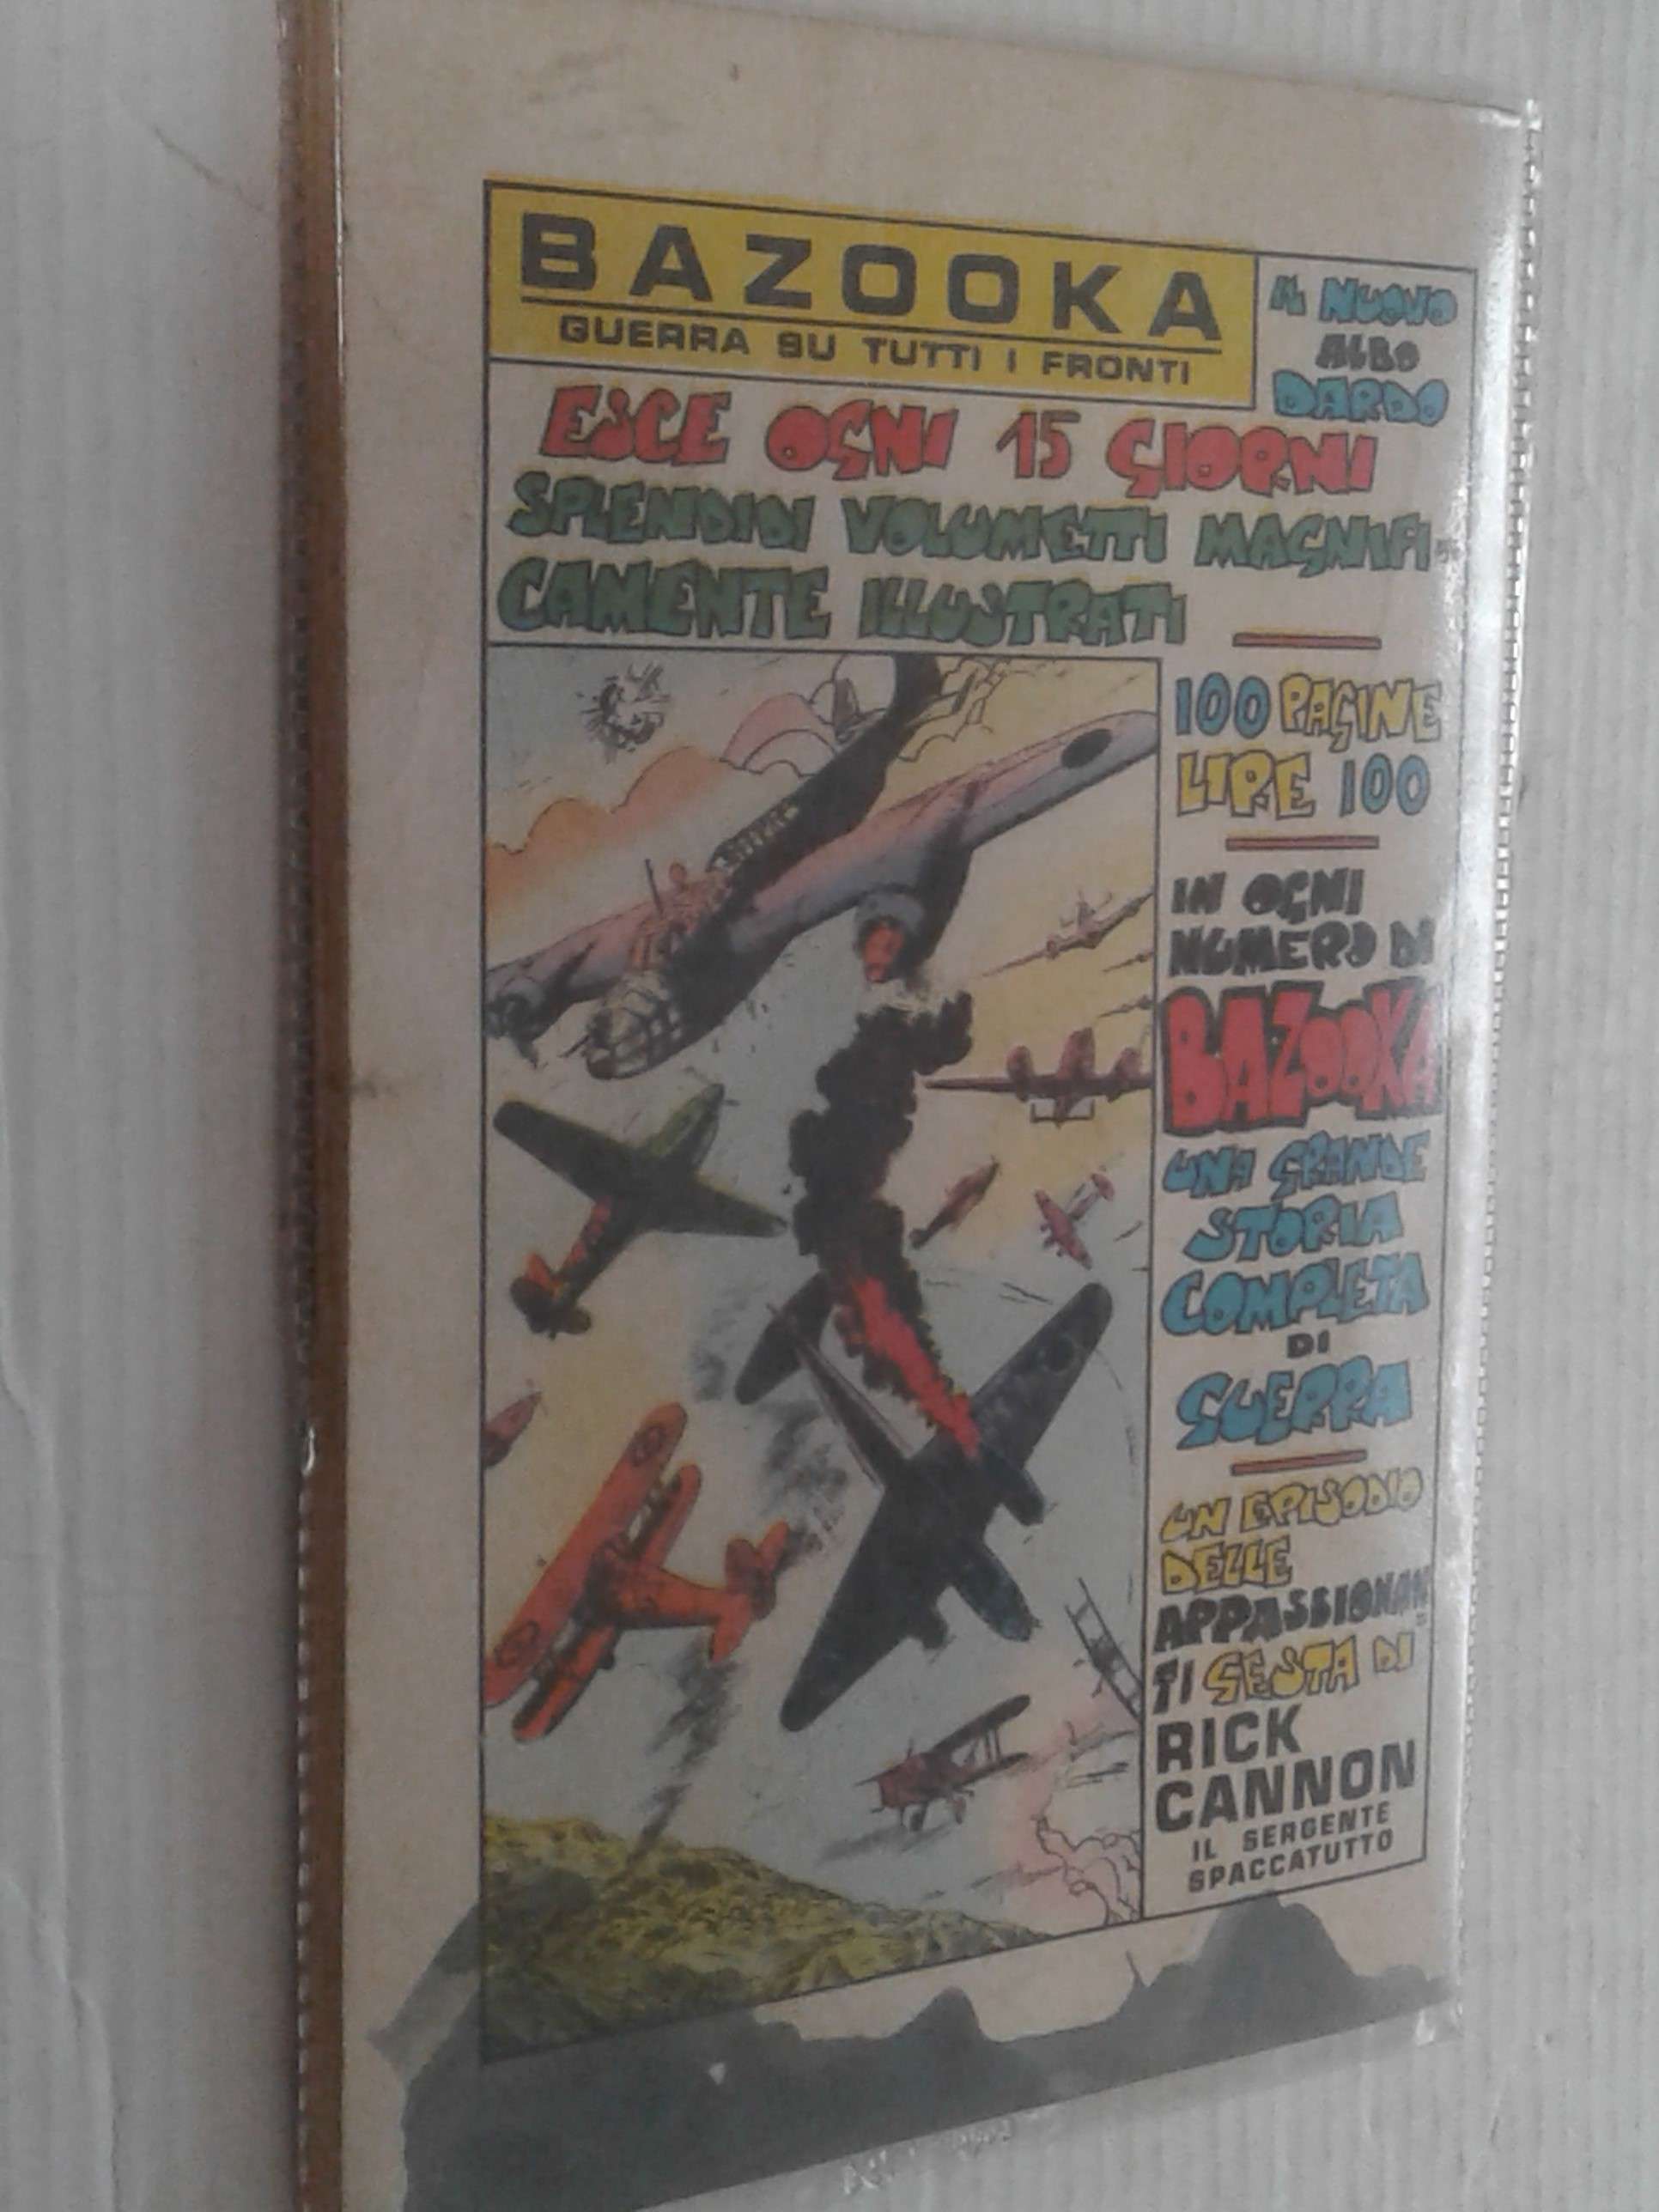 BAZOOKA
GUERRA SU TUTTI I FRONTI
IL NUOVO
ALBO
DARDO
ESCE OGNI 15 GIORNI
SPLENDIDI VOLUMETTI MAGNIFI-
CAMENTE ILLUSTRATI
100 PAGINE
LIRE 100
IN OGNI
NUMERO DI
BAZOOKA
UNA GRANDE
STORIA
COMPLETA
DI
GUERRA
UN EPISODIO
DELLE
APPASSIONAN=
TI GESTA DI
RICK
CANNON
IL SERGENTE
SPACCATUTTO